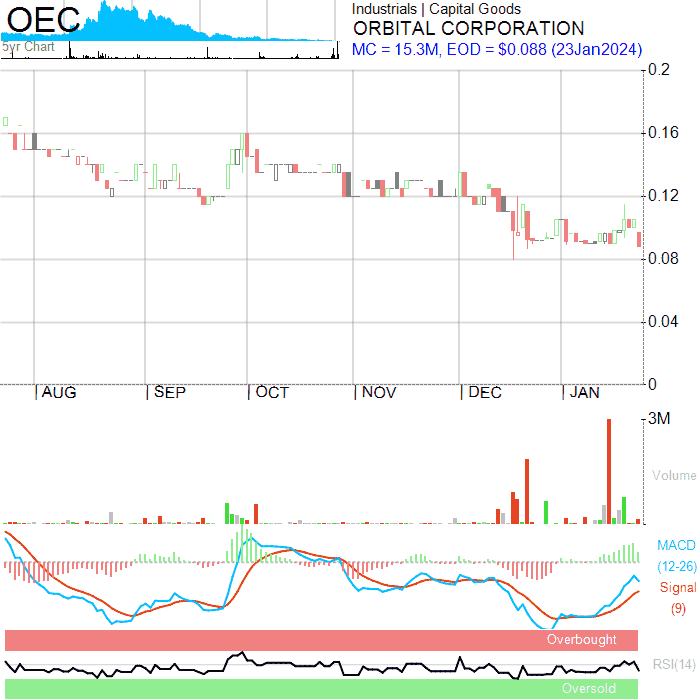 OEC
5yr Chart
Industrials | Capital Goods
ORBITAL CORPORATION
MC = 15.3M, EOD = $0.088 (23Jan2024)
0.2
0.16
0.12
0.08
0.04
0
|AUG |SEP |OCT |NOV |DEC |JAN
3M
Volume
MACD
(12-26)
Signal
(9)
Overbought
RSI(14)
Oversold